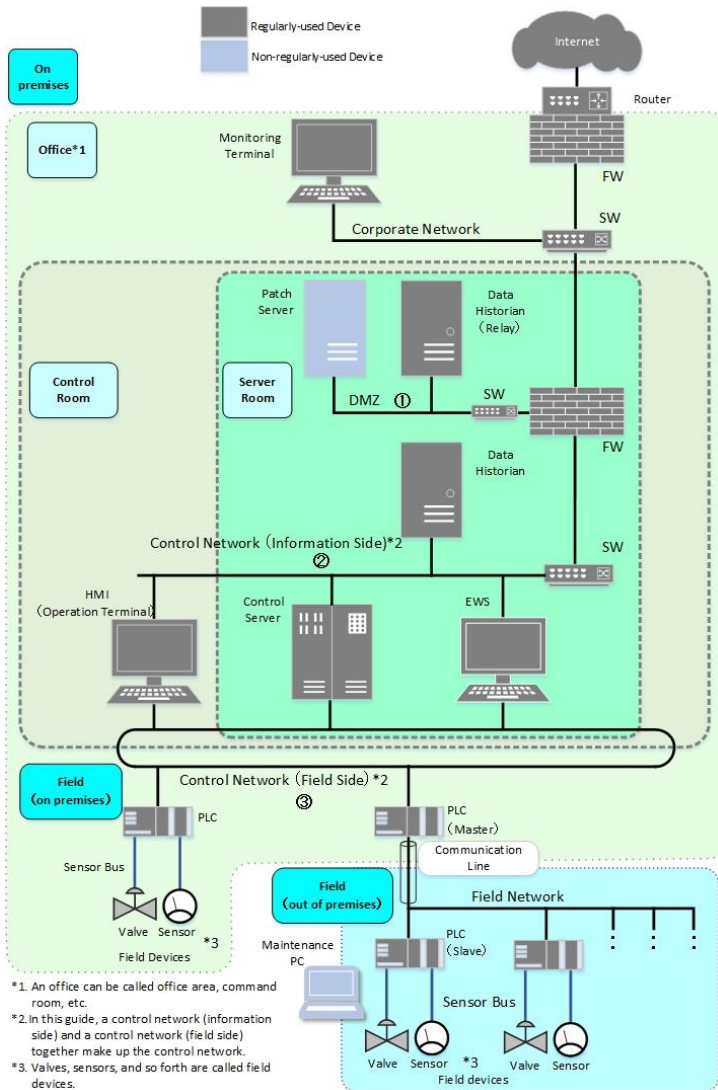 Regularly-used Device
Non-regularly-used Device
Internet
On
premises
Router
Office*1
Monitoring
Terminal
FW
SW
Corporate Network
Patch
Server
Data
Historian
(Relay)
Control
Room
Server
Room
DMZ ①
SW
FW
Data
Historian
Control Network (Information Side)*2
②
SW
HMI
(Operation Terminal)
Control
Server
EWS
Control Network (Field Side) *2
③
Field
(on premises)
PLC
PLC
(Master)
Communication
Line
Sensor Bus
Field
(out of premises)
Field Network
Valve Sensor *3
Field Devices
Maintenance
PC
PLC
(Slave)
Sensor Bus
Valve Sensor *3 Valve Sensor
Field devices
*1. An office can be called office area, command
room, etc.
*2. In this guide, a control network (information
side) and a control network (field side)
together make up the control network.
*3. Valves, sensors, and so forth are called field
devices.